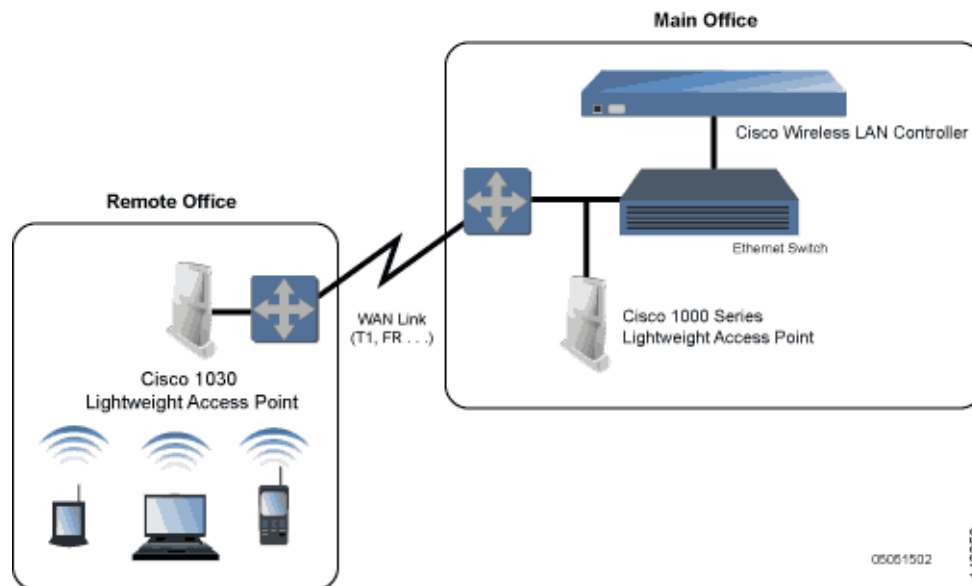 Main Office
Cisco Wireless LAN Controller
Remote Office
Ethernet Switch
WAN Link
(T1, FR . . .)
Cisco 1000 Series
Lightweight Access Point
Cisco 1030
Lightweight Access Point
05051502